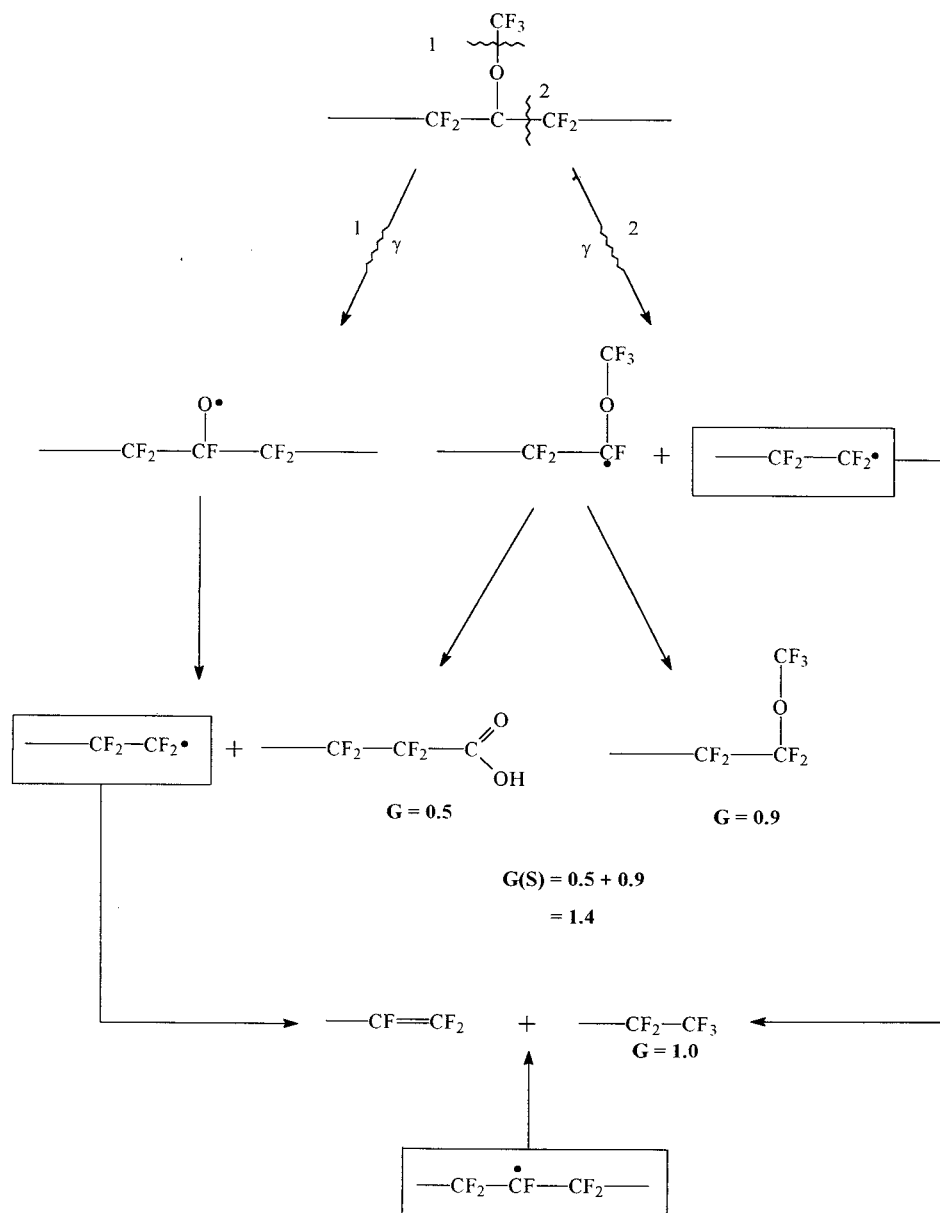 CF₃
1
O
2
CF₂ C CF₂
1 γ
γ 2
CF₃
O• O
CF₂ CF CF₂ CF₂ CF• + CF₂ CF₂•
CF₃
O O
CF₂ CF₂• + CF₂ CF₂ C CF₂ CF₂
OH
G = 0.5 G = 0.9
G(S) = 0.5 + 0.9
= 1.4
CF CF₂ + CF₂ CF₃
G = 1.0
CF₂ •CF CF₂